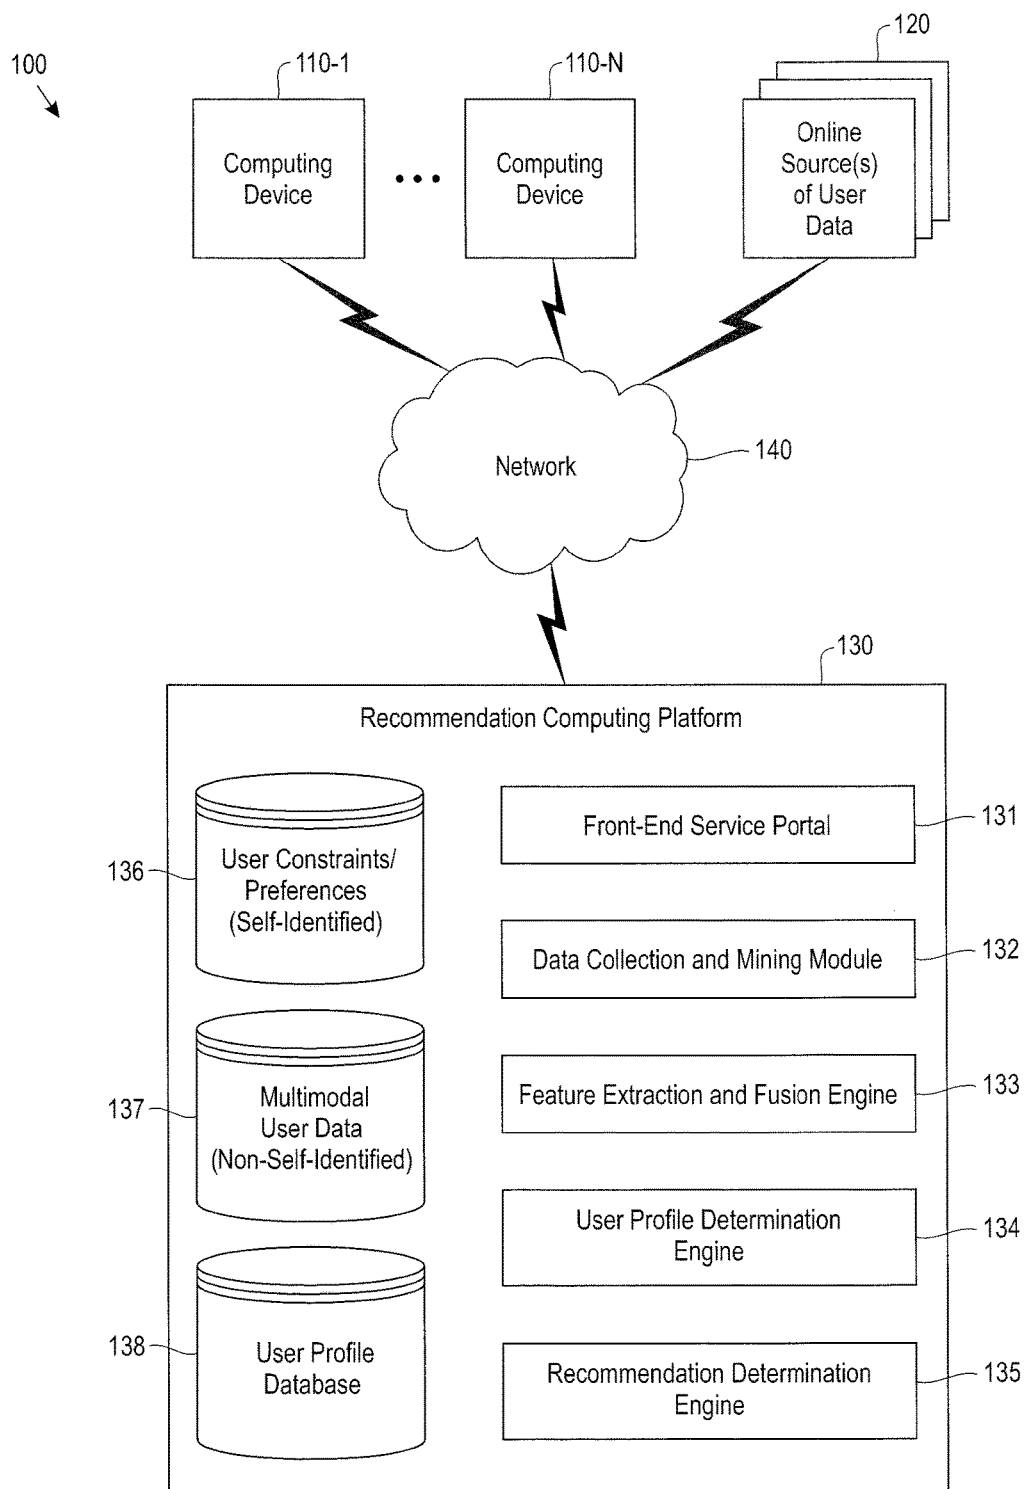 100
110-1
110-N
120
Computing
Device
Computing
Device
Online
Source(s)
of User
Data
Network
140
130
Recommendation Computing Platform
136
User Constraints/
Preferences
(Self-Identified)
Front-End Service Portal
131
Data Collection and Mining Module
132
137
Multimodal
User Data
(Non-Self-Identified)
Feature Extraction and Fusion Engine
133
User Profile Determination
Engine
134
138
User Profile
Database
Recommendation Determination
Engine
135